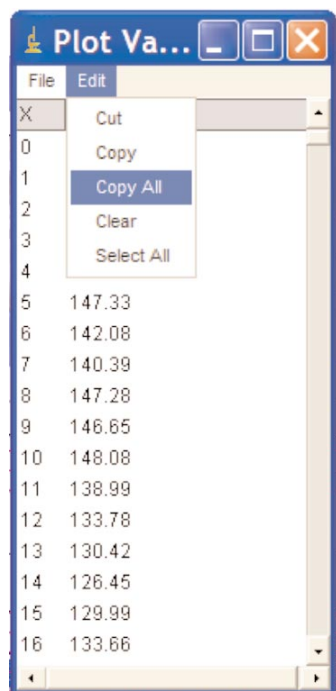 Plot Va...
File Edit
X
Cut
Copy
Copy All
Clear
Select All
0
1
2
3
4
5 147.33
6 142.08
7 140.39
8 147.28
9 146.65
10 148.08
11 138.99
12 133.78
13 130.42
14 126.45
15 129.99
16 133.66